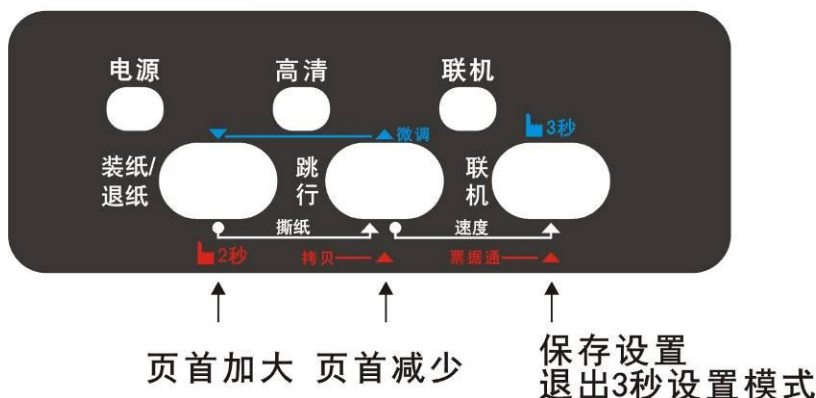 电源 高清 联机
微调 3秒
装纸/
退纸
跳
行
联
机
撕纸 速度
2秒 拷贝 票据通
页首加大 页首减少 保存设置
退出3秒设置模式